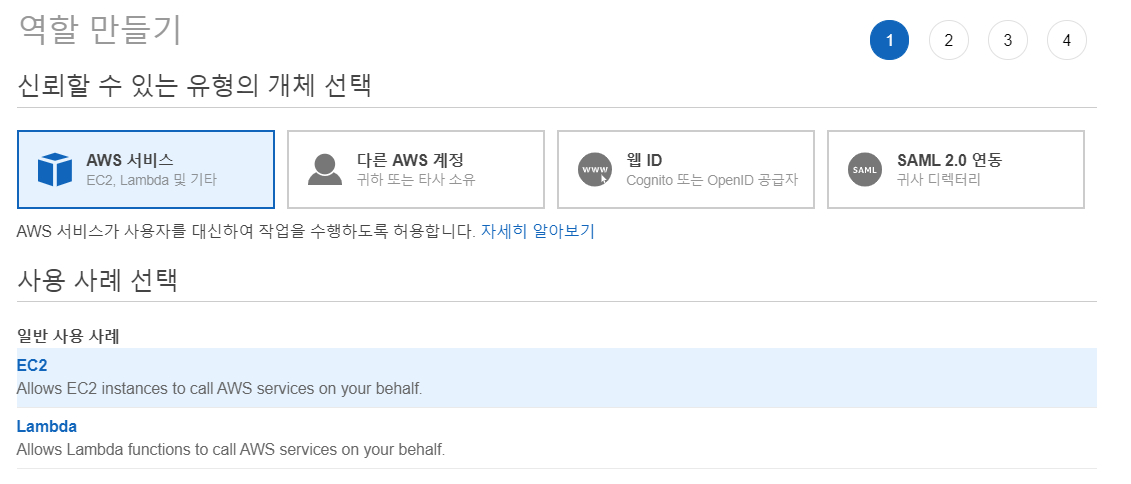 역할 만들기
1 2 3 4
신뢰할 수 있는 유형의 개체 선택
AWS 서비스
EC2, Lambda 및 기타
다른 AWS 계정
귀하 또는 타사 소유
WWW
웹 ID
Cognito 또는 OpenID 공급자
SAML
SAML 2.0 연동
귀사 디렉터리
AWS 서비스가 사용자를 대신하여 작업을 수행하도록 허용합니다. 자세히 알아보기
사용 사례 선택
일반 사용 사례
EC2
Allows EC2 instances to call AWS services on your behalf.
Lambda
Allows Lambda functions to call AWS services on your behalf.